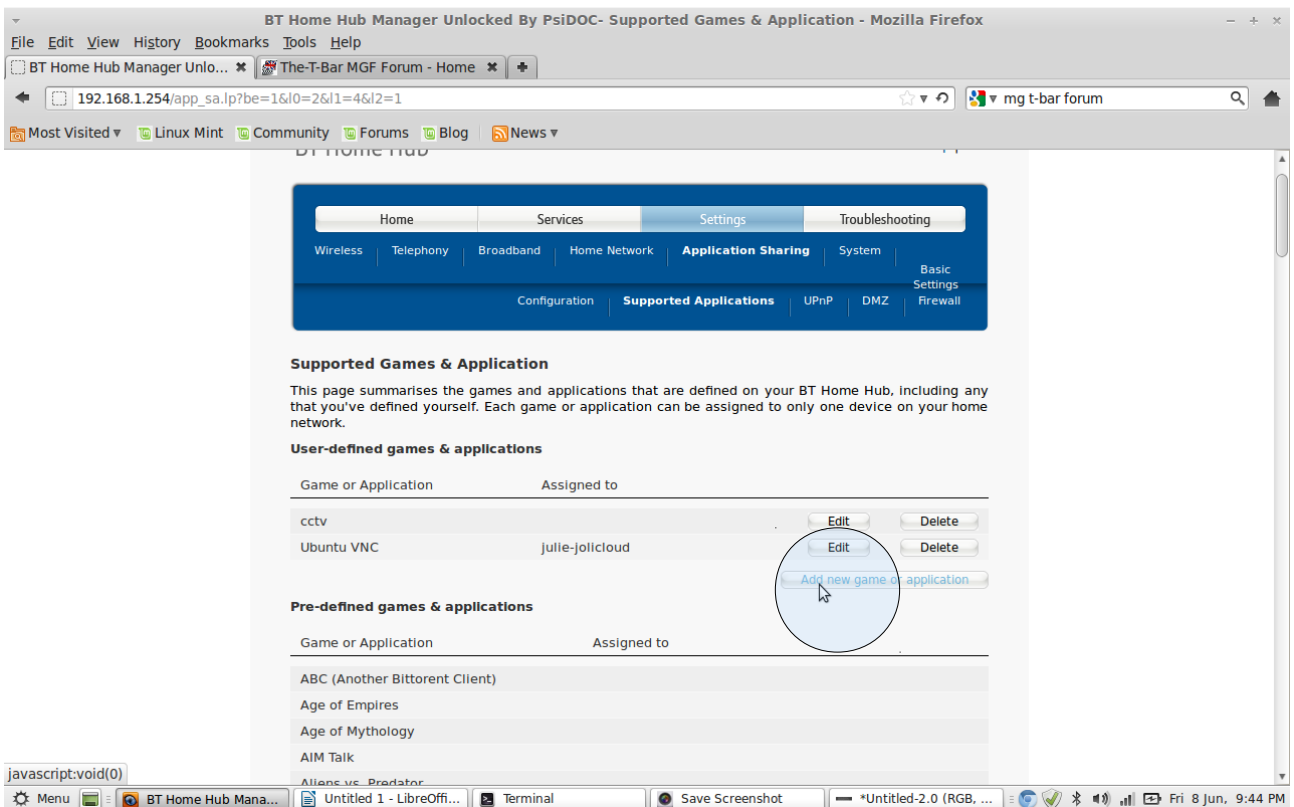 BT Home Hub Manager Unlocked By PsiDOC- Supported Games & Application - Mozilla Firefox
File Edit View History Bookmarks Tools Help
BT Home Hub Manager Unlo... The-T-Bar MGF Forum - Home
192.168.1.254/app_sa.lp?be=1&l0=2&l1=4&l2=1 mg t-bar forum
Most Visited Linux Mint Community Forums Blog News
BT Home Hub
Home Services Settings Troubleshooting
Wireless Telephony Broadband Home Network Application Sharing System
Basic
Settings
Configuration Supported Applications UPnP DMZ Firewall
Supported Games & Application
This page summarises the games and applications that are defined on your BT Home Hub, including any
that you've defined yourself. Each game or application can be assigned to only one device on your home
network.
User-defined games & applications
Game or Application Assigned to
cctv Edit Delete
Ubuntu VNC julie-jolicloud Edit Delete
Add new game or application
Pre-defined games & applications
Game or Application Assigned to
ABC (Another Bittorent Client)
Age of Empires
Age of Mythology
AIM Talk
Aliens vs. Predator
javascript:void(0)
Menu BT Home Hub Mana... Untitled 1 - LibreOffi... Terminal Save Screenshot *Untitled-2.0 (RGB, ... Fri 8 Jun, 9:44 PM